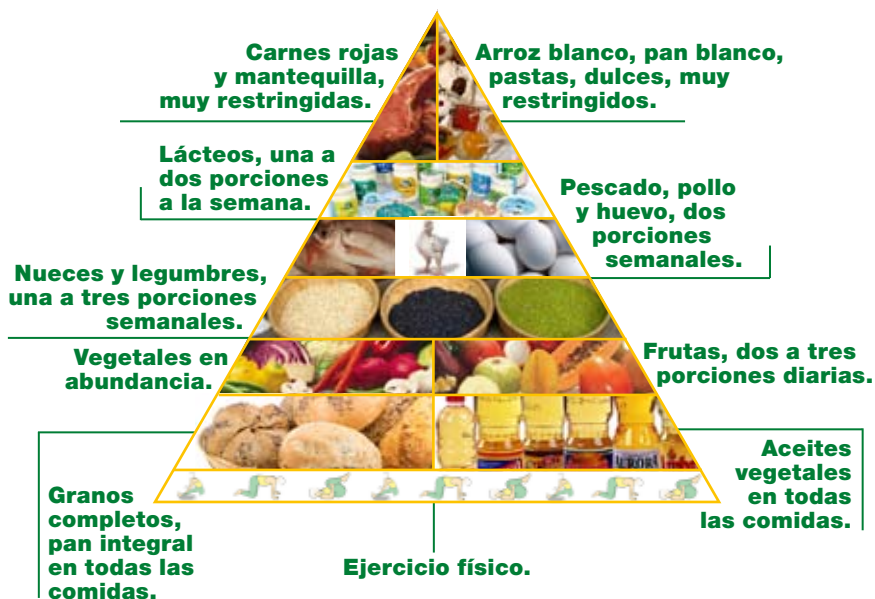 Carnes rojas
y mantequilla,
muy restringidas.
Arroz blanco, pan blanco,
pastas, dulces, muy
restringidos.
Lácteos, una a
dos porciones
a la semana.
Pescado, pollo
y huevo, dos
porciones
semanales.
Nueces y legumbres,
una a tres porciones
semanales.
Vegetales en
abundancia.
Frutas, dos a tres
porciones diarias.
Granos
completos,
pan integral
en todas las
comidas.
Aceites
vegetales
en todas
las comidas.
Ejercicio físico.